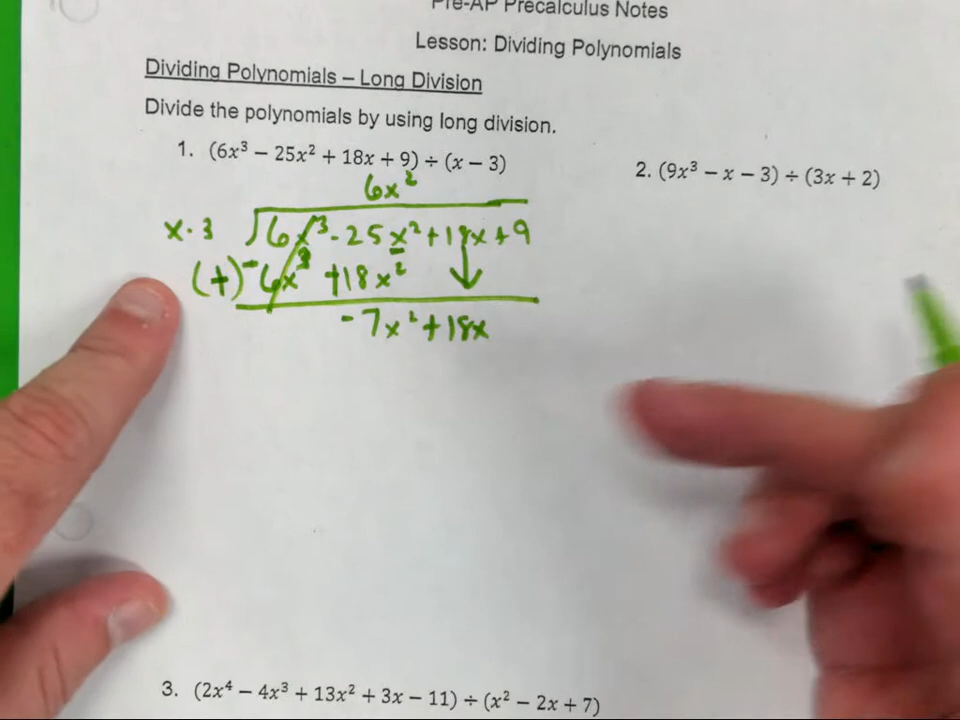 Pre-AP Precalculus Notes
Lesson: Dividing Polynomials
Dividing Polynomials – Long Division
Divide the polynomials by using long division.
1. (6x³ − 25x² + 18x + 9) ÷ (x − 3)
2. (9x³ − x − 3) ÷ (3x + 2)
6x²
x - 3 ) 6x³ - 25x² + 18x + 9
(+) -6x³ + 18x²
-7x² + 18x
3. (2x⁴ − 4x³ + 13x² + 3x − 11) ÷ (x² − 2x + 7)